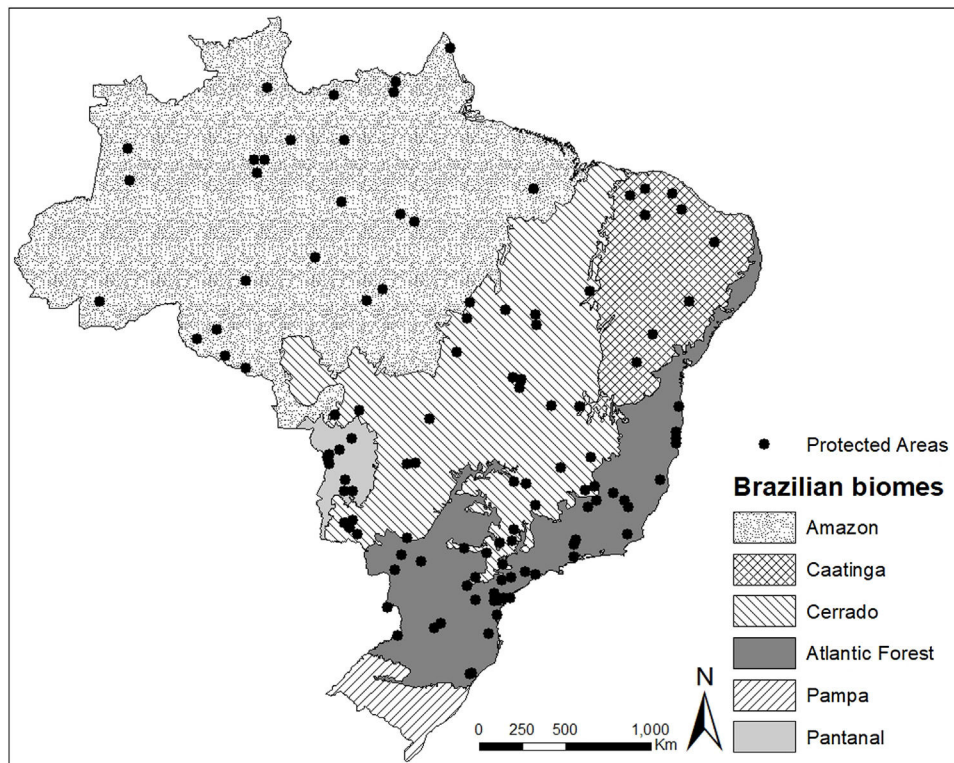 Protected Areas
Brazilian biomes
Amazon
Caatinga
Cerrado
Atlantic Forest
Pampa
Pantanal
N
0 250 500 1,000
Km